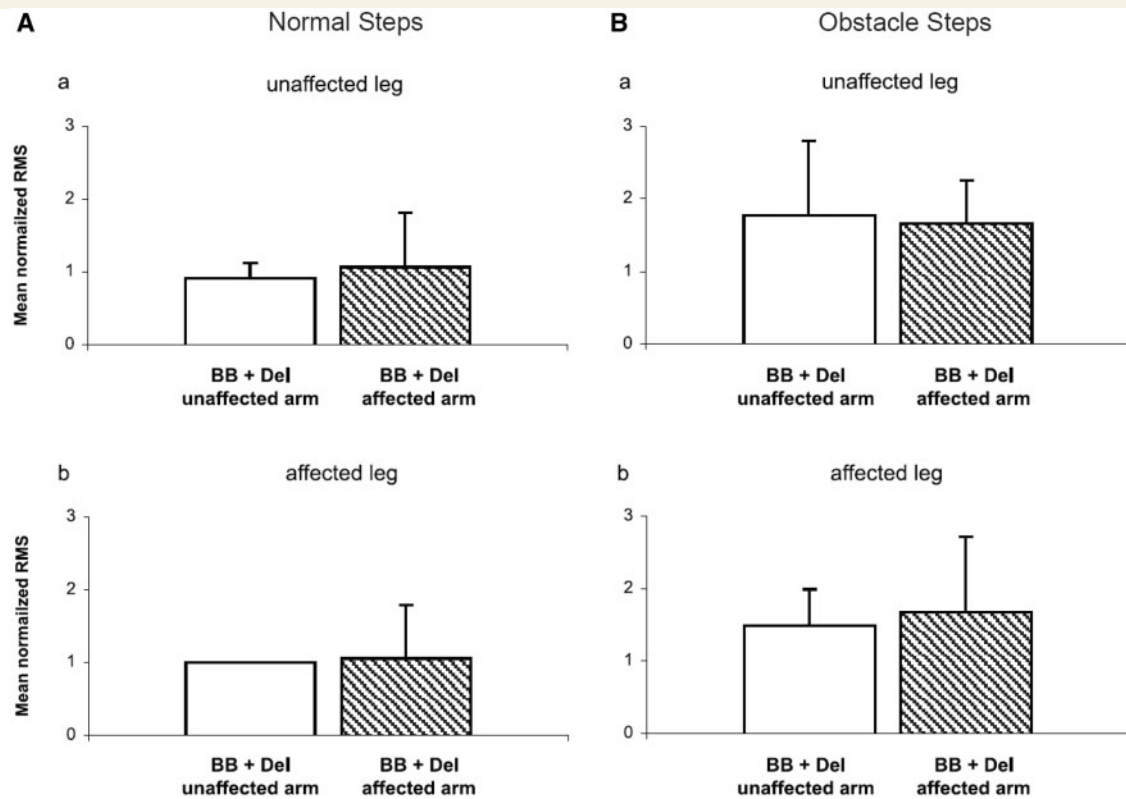 A
Normal Steps
a
unaffected leg
Mean normailzed RMS
3
2
1
0
BB + Del
unaffected arm
BB + Del
affected arm
b
affected leg
Mean normailzed RMS
3
2
1
0
BB + Del
unaffected arm
BB + Del
affected arm
B
Obstacle Steps
a
unaffected leg
3
2
1
0
BB + Del
unaffected arm
BB + Del
affected arm
b
affected leg
3
2
1
0
BB + Del
unaffected arm
BB + Del
affected arm